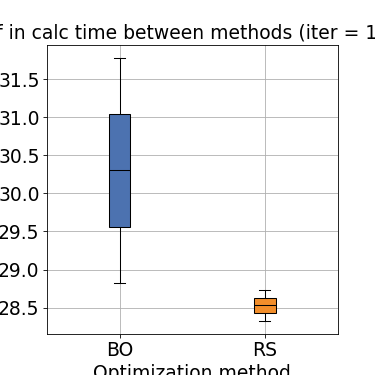 in calc time between methods (iter = 1
31.5
31.0
30.5
30.0
29.5
29.0
28.5
BO RS
Optimization method